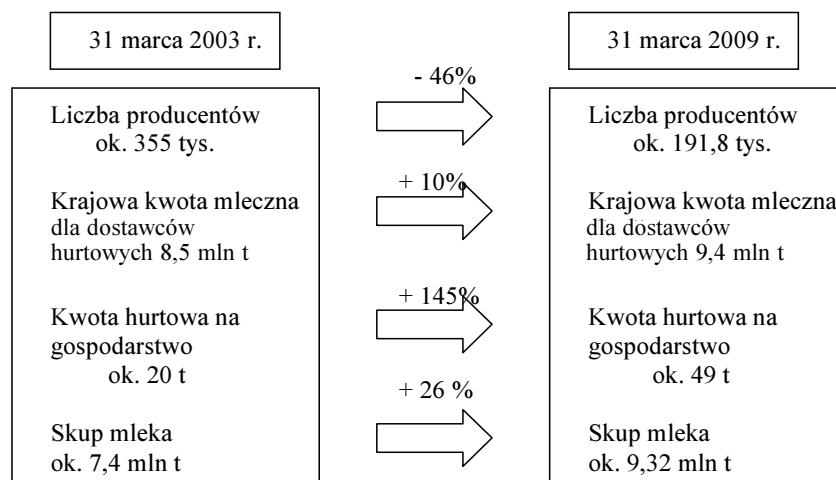 31 marca 2003 r.
Liczba producentów
ok. 355 tys.
Krajowa kwota mleczna
dla dostawców
hurtowych 8,5 mln t
Kwota hurtowa na
gospodarstwo
ok. 20 t
Skup mleka
ok. 7,4 mln t
- 46%
+ 10%
+ 145%
+ 26 %
31 marca 2009 r.
Liczba producentów
ok. 191,8 tys.
Krajowa kwota mleczna
dla dostawców
hurtowych 9,4 mln t
Kwota hurtowa na
gospodarstwo
ok. 49 t
Skup mleka
ok. 9,32 mln t